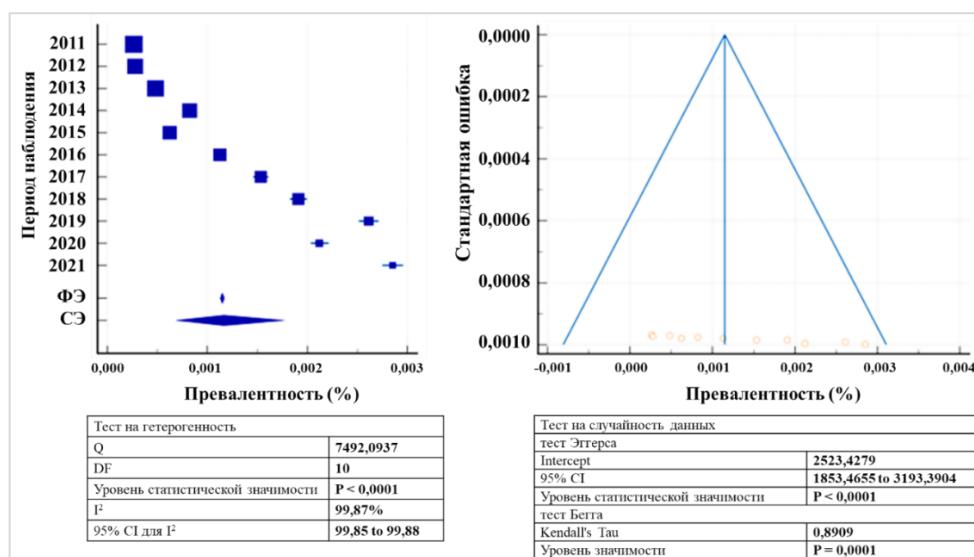 Период наблюдения
2011
2012
2013
2014
2015
2016
2017
2018
2019
2020
2021
ФЭ
СЭ
0,000
0,001
0,002
0,003
Превалентность (%)
Тест на гетерогенность
Q 7492,0937
DF 10
Уровень статистической значимости P < 0,0001
I² 99,87%
95% CI для I² 99,85 to 99,88
Стандартная ошибка
0,0000
0,0002
0,0004
0,0006
0,0008
0,0010
-0,001
0,000
0,001
0,002
0,003
0,004
Превалентность (%)
Тест на случайность данных
тест Эггерса
Intercept 2523,4279
95% CI 1853,4655 to 3193,3904
Уровень статистической значимости P < 0,0001
тест Бегга
Kendall's Tau 0,8909
Уровень значимости P = 0,0001